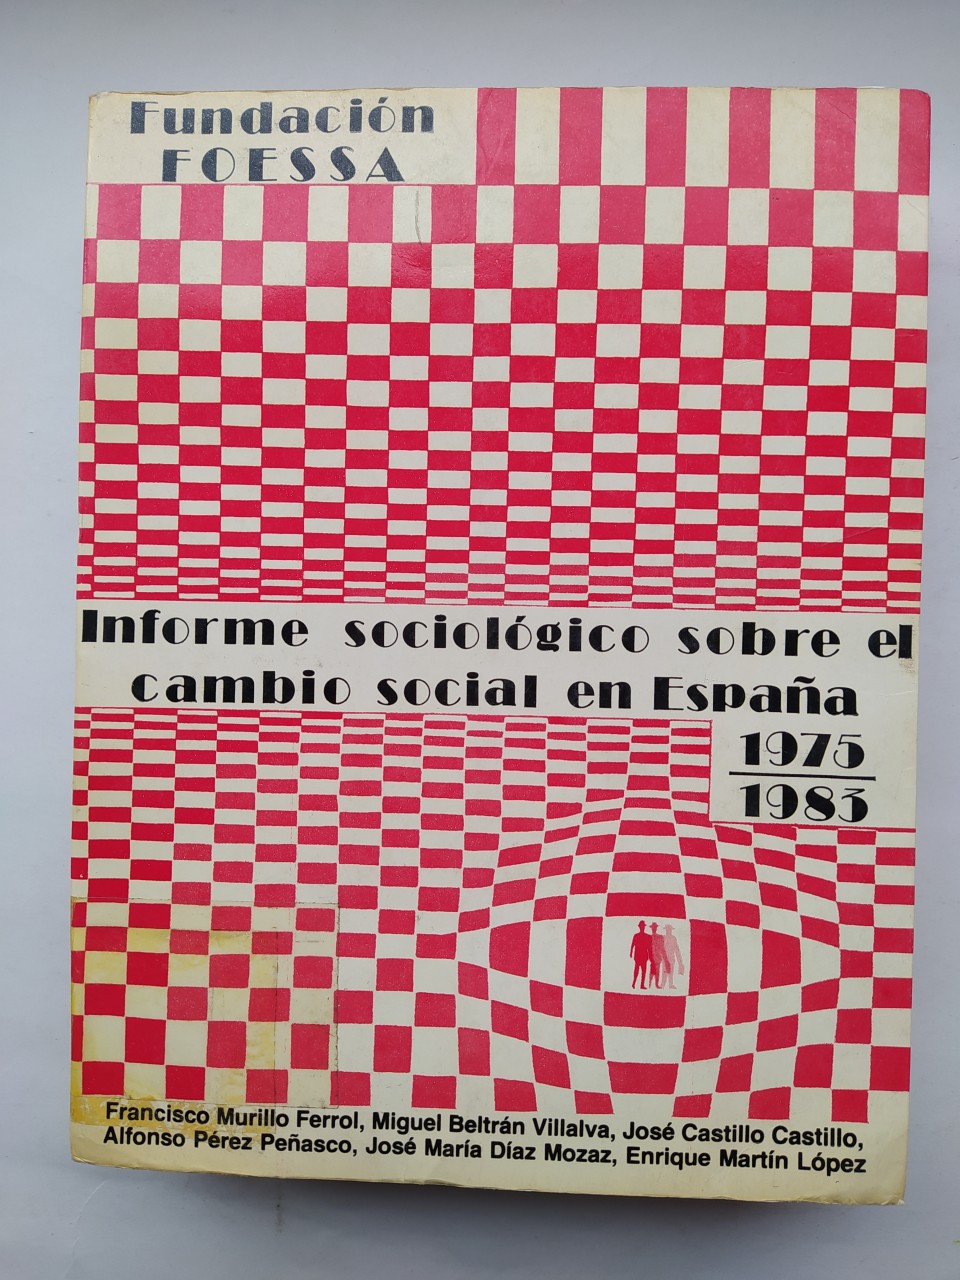 Fundación
FOESSA
Informe sociológico sobre el
cambio social en España
1975
1983
Francisco Murillo Ferrol, Miguel Beltrán Villalva, José Castillo Castillo,
Alfonso Pérez Peñasco, José María Díaz Mozaz, Enrique Martín López